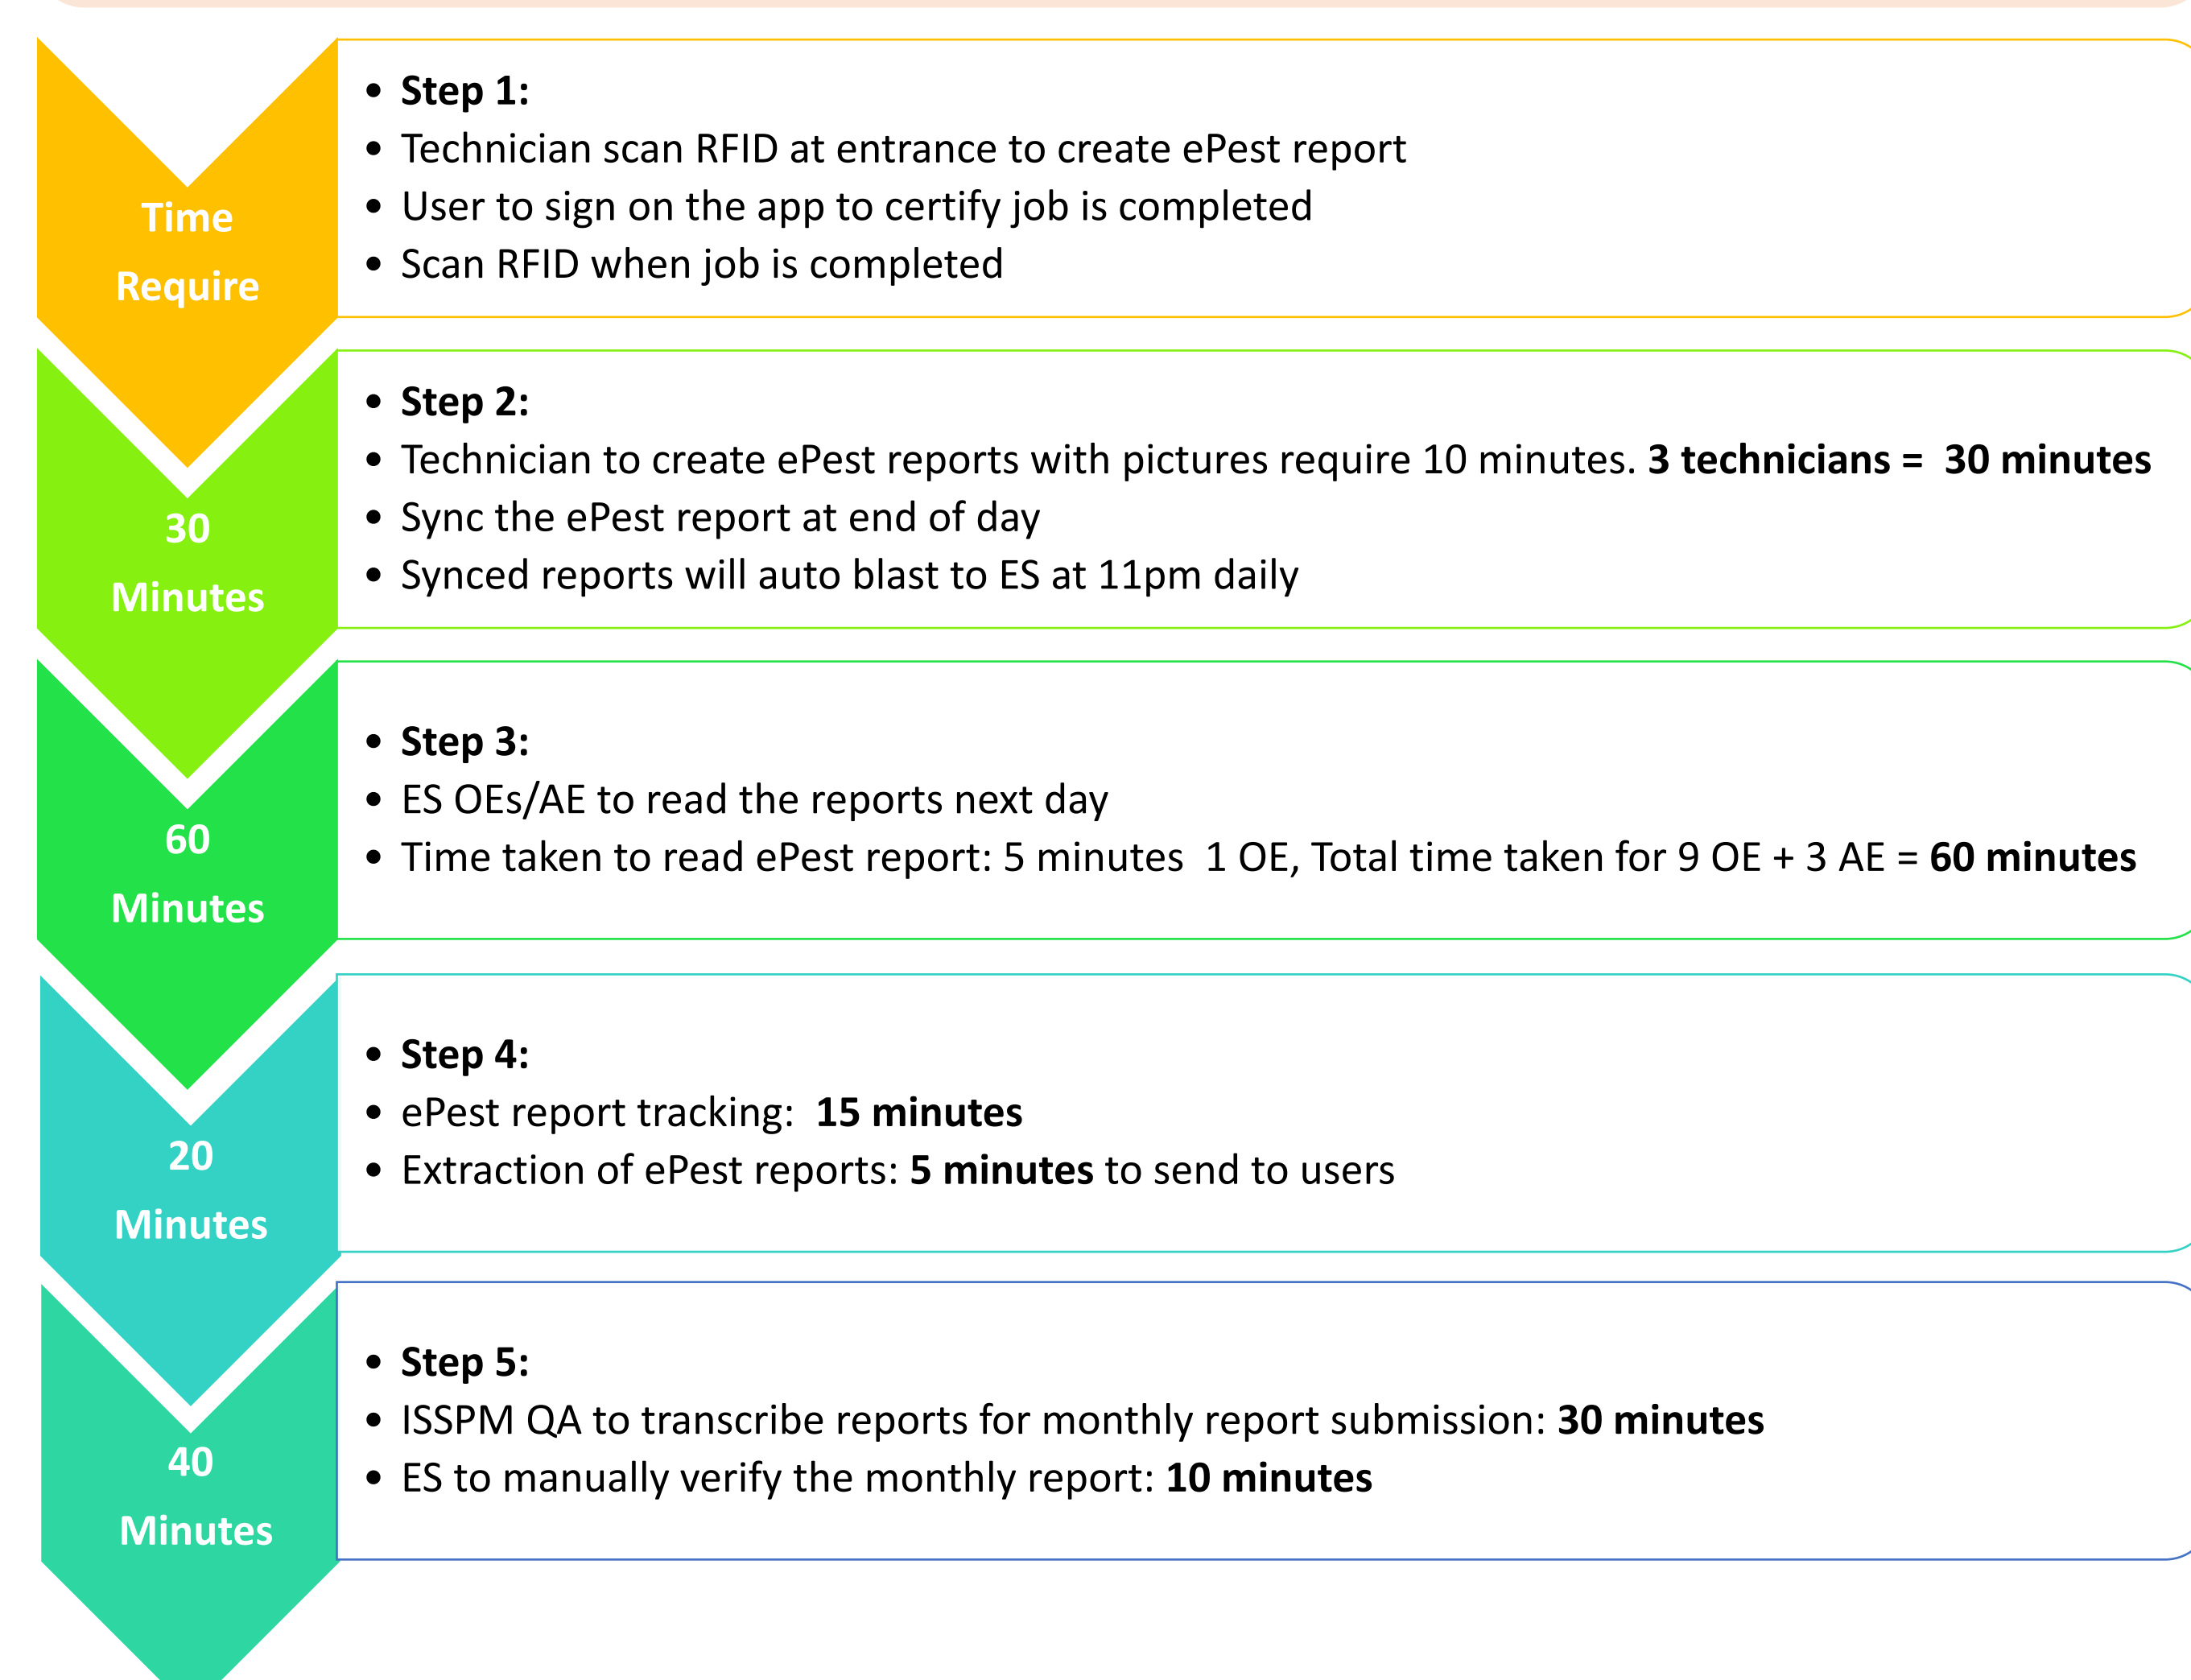 Time
Require
• Step 1:
• Technician scan RFID at entrance to create ePest report
• User to sign on the app to certify job is completed
• Scan RFID when job is completed
30
Minutes
• Step 2:
• Technician to create ePest reports with pictures require 10 minutes. 3 technicians =  30 minutes
• Sync the ePest report at end of day
• Synced reports will auto blast to ES at 11pm daily
60
Minutes
• Step 3:
• ES OEs/AE to read the reports next day
• Time taken to read ePest report: 5 minutes  1 OE, Total time taken for 9 OE + 3 AE = 60 minutes
20
Minutes
• Step 4:
• ePest report tracking:  15 minutes
• Extraction of ePest reports: 5 minutes to send to users
40
Minutes
• Step 5:
• ISSPM QA to transcribe reports for monthly report submission: 30 minutes
• ES to manually verify the monthly report: 10 minutes